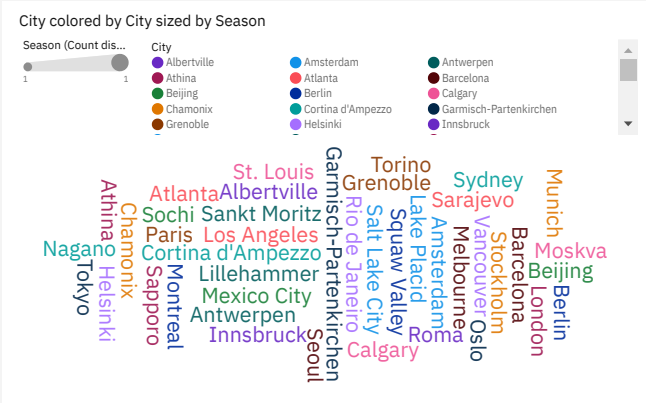 City colored by City sized by Season
Season (Count dis...
1 1
City
Albertville Amsterdam Antwerpen
Athina Atlanta Barcelona
Beijing Berlin Calgary
Chamonix Cortina d'Ampezzo Garmisch-Partenkirchen
Grenoble Helsinki Innsbruck
St. Louis
Garmisch-Partenkirchen
Torino
Grenoble
Sydney
Munich
Athina
Atlanta
Albertville
Sarajevo
Chamonix
Sochi
Sankt Moritz
Rio de Janeiro
Salt Lake City
Squaw Valley
Lake Placid
Amsterdam
Melbourne
Vancouver
Stockholm
Barcelona
Paris
Los Angeles
Nagano
Cortina d'Ampezzo
Moskva
Tokyo
Helsinki
Sapporo
Montreal
Lillehammer
Beijing
Mexico City
London
Berlin
Antwerpen
Innsbruck
Seoul
Calgary
Roma
Oslo